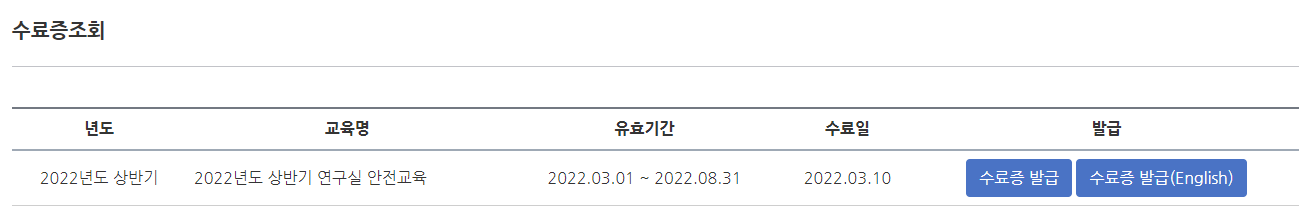 수료증조회
년도 교육명 유효기간 수료일 발급
2022년도 상반기 2022년도 상반기 연구실 안전교육 2022.03.01 ~ 2022.08.31 2022.03.10 수료증 발급 수료증 발급(English)